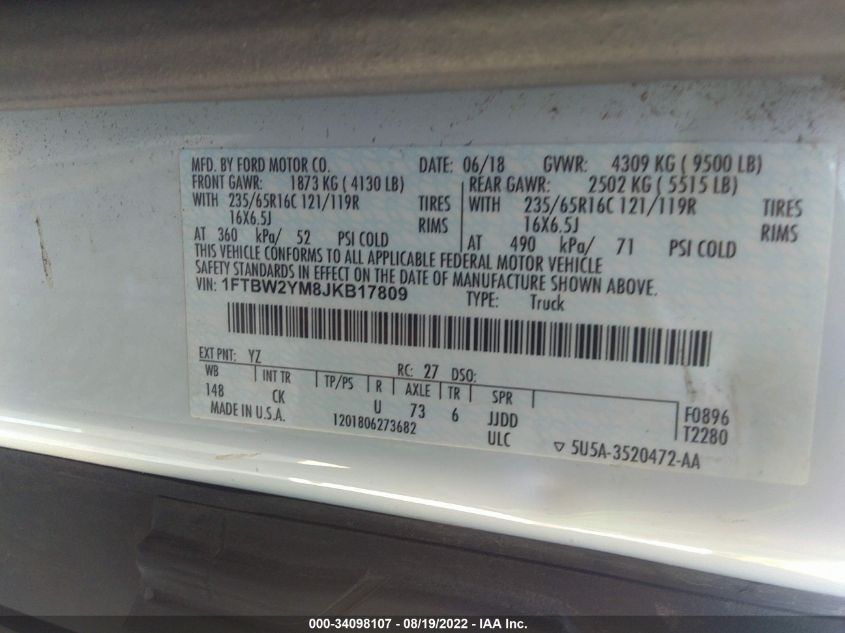 MFD. BY FORD MOTOR CO. DATE: 06/18 GVWR: 4309 KG ( 9500 LB)
FRONT GAWR: 1873 KG ( 4130 LB) REAR GAWR: 2502 KG ( 5515 LB)
WITH 235/65R16C 121/119R TIRES WITH 235/65R16C 121/119R TIRES
16X6.5J RIMS 16X6.5J RIMS
AT 360 kPa/ 52 PSI COLD AT 490 kPa/ 71 PSI COLD
THIS VEHICLE CONFORMS TO ALL APPLICABLE FEDERAL MOTOR VEHICLE
SAFETY STANDARDS IN EFFECT ON THE DATE OF MANUFACTURE SHOWN ABOVE.
VIN: 1FTBW2YM8JKB17809 TYPE: Truck
EXT PNT: YZ RC: 27 DSO:
WB INT TR TP/PS R AXLE TR SPR
148 CK U 73 6 JJDD F0896
MADE IN U.S.A. 1201806273682 ULC T2280
▽ 5U5A-3520472-AA
000-34098107 - 08/19/2022 - IAA Inc.